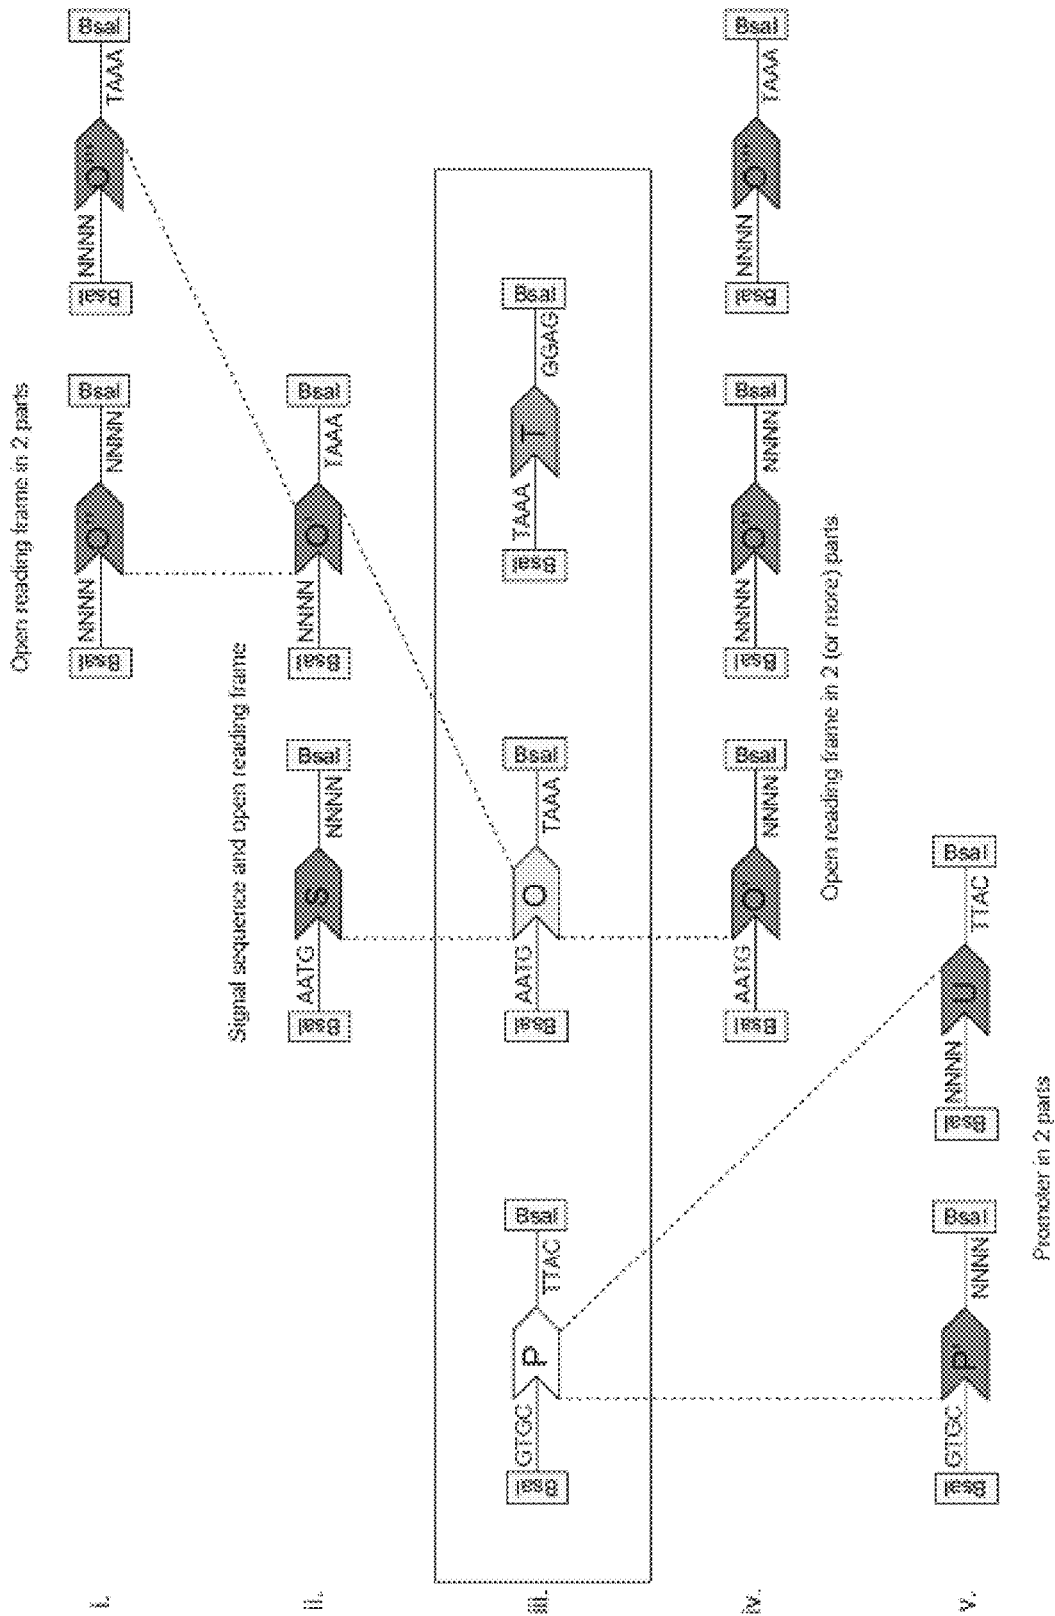 Open reading frame in 2 parts
i. BsaI NNNN O'' NNNN BsaI BsaI NNNN O''' TAAA BsaI
Signal sequence and open reading frame
ii. BsaI AATG S NNNN BsaI BsaI NNNN O' TAAA BsaI
iii. BsaI GTGC P TTAC BsaI BsaI AATG O TAAA BsaI BsaI TAAA T GGAG BsaI
iv. BsaI AATG O' NNNN BsaI BsaI NNNN O'' NNNN BsaI BsaI NNNN O''' TAAA BsaI
Open reading frame in 2 (or more) parts
v. BsaI GTGC P' NNNN BsaI BsaI NNNN U TTAC BsaI
Promoter in 2 parts